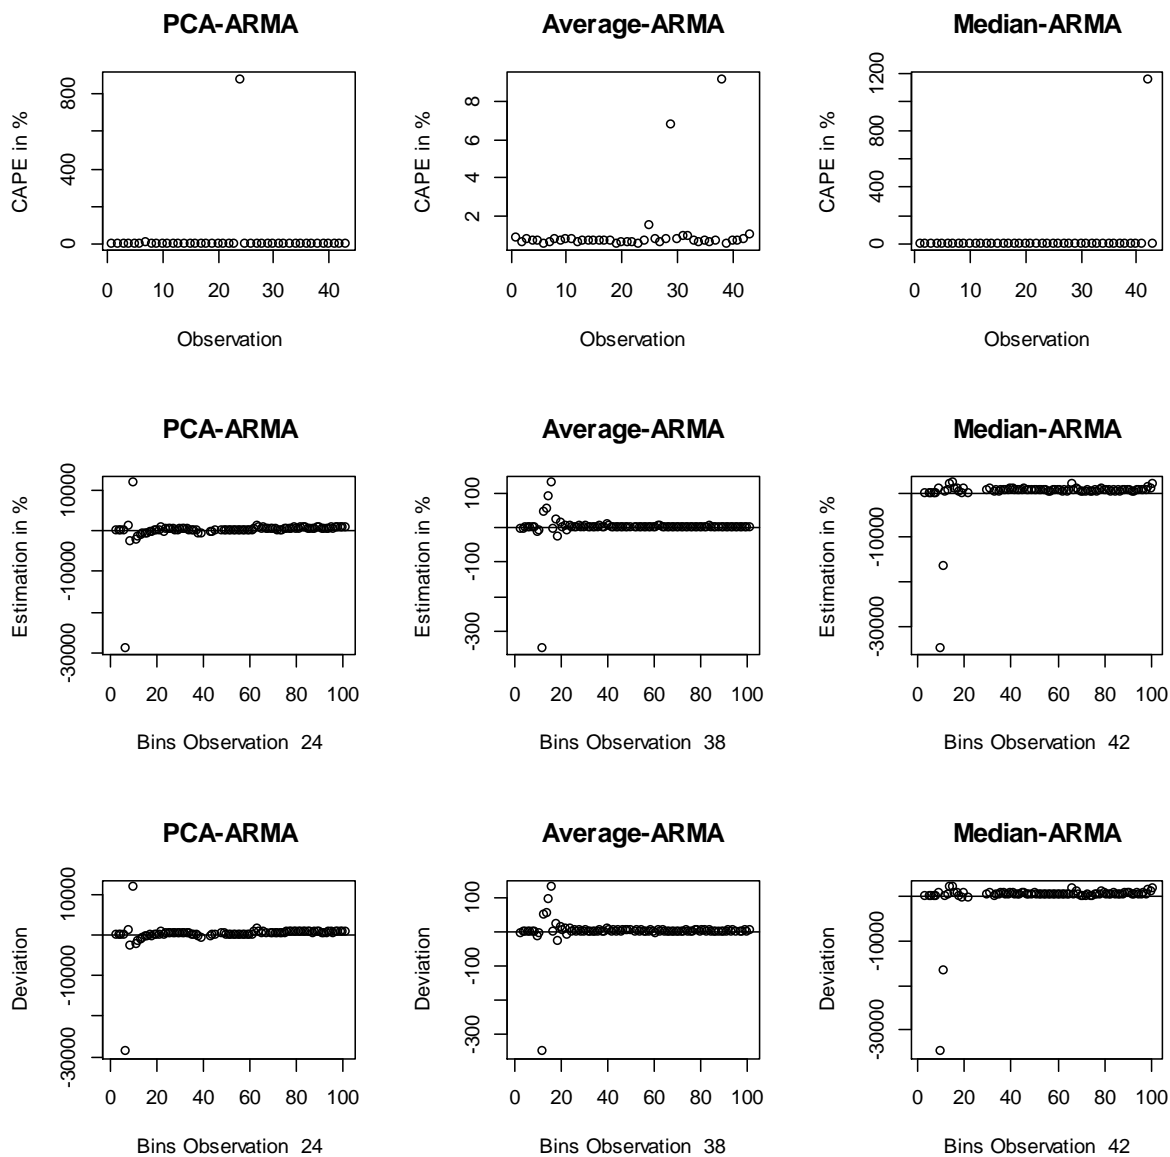 PCA-ARMA
CAPE in %
0
400
800
0 10 20 30 40
Observation
Average-ARMA
CAPE in %
2
4
6
8
0 10 20 30 40
Observation
Median-ARMA
CAPE in %
0
400
800
1200
0 10 20 30 40
Observation
PCA-ARMA
Estimation in %
-30000
-10000
10000
0 20 40 60 80 100
Bins Observation 24
Average-ARMA
Estimation in %
-300
-100
100
0 20 40 60 80 100
Bins Observation 38
Median-ARMA
Estimation in %
-30000
-10000
0 20 40 60 80 100
Bins Observation 42
PCA-ARMA
Deviation
-30000
-10000
10000
0 20 40 60 80 100
Bins Observation 24
Average-ARMA
Deviation
-300
-100
100
0 20 40 60 80 100
Bins Observation 38
Median-ARMA
Deviation
-30000
-10000
0 20 40 60 80 100
Bins Observation 42